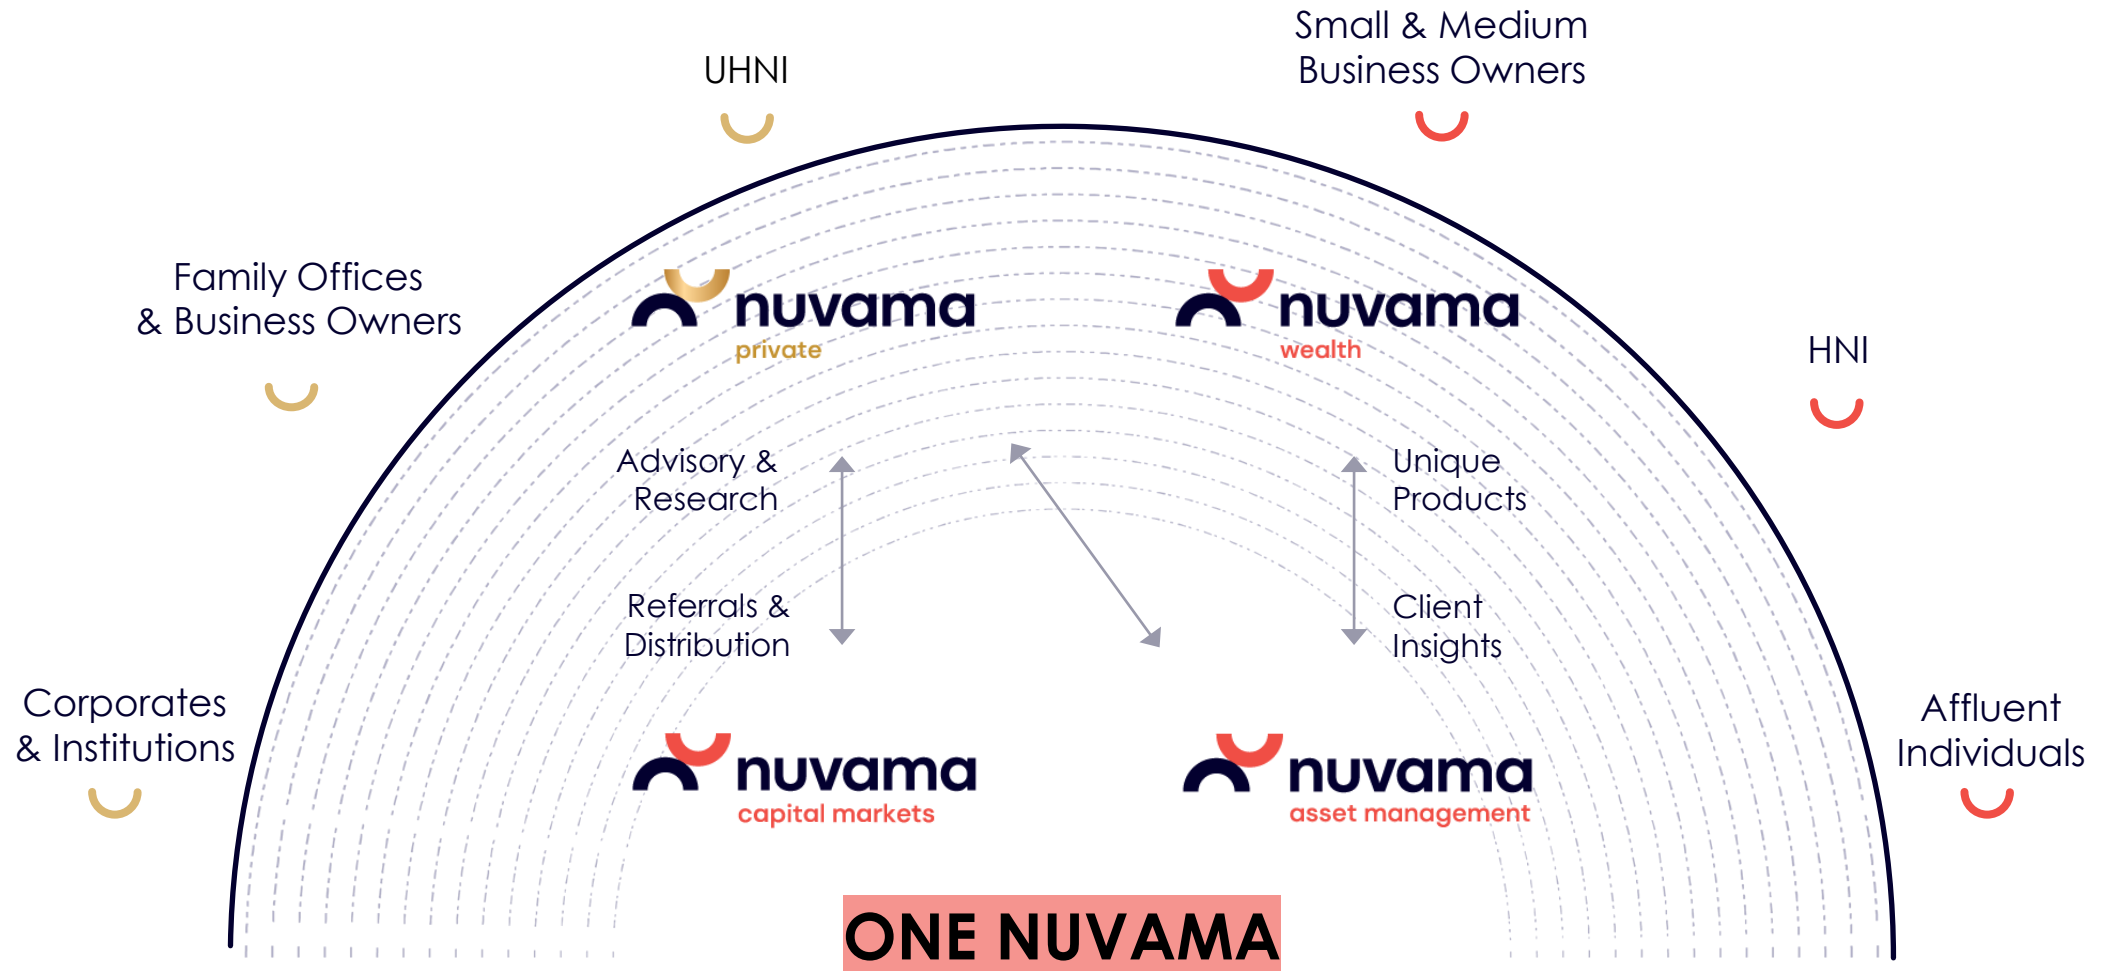 Small & Medium
Business Owners
UHNI
Family Offices
& Business Owners
HNI
nuvama
private
nuvama
wealth
Advisory &
Research
Unique
Products
Referrals &
Distribution
Client
Insights
Corporates
& Institutions
Affluent
Individuals
nuvama
capital markets
nuvama
asset management
ONE NUVAMA